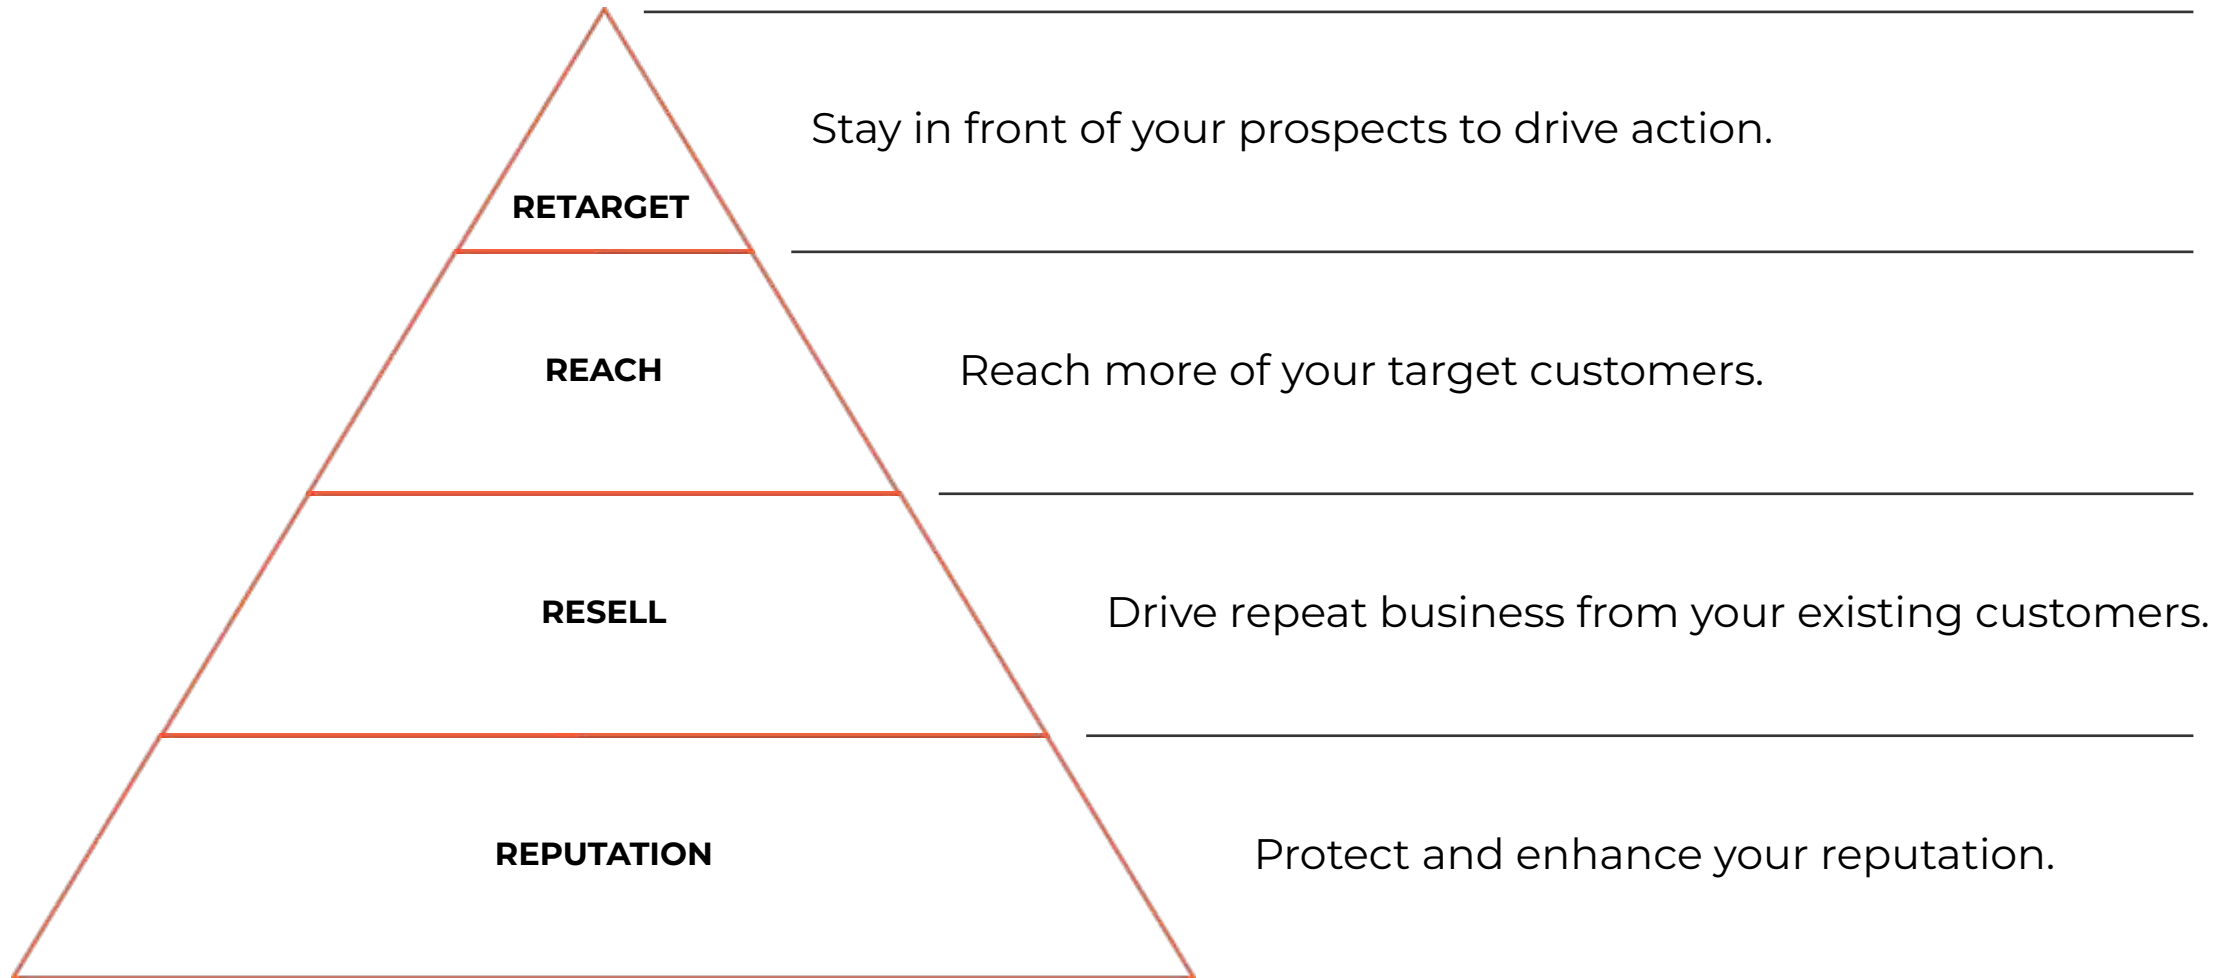 Stay in front of your prospects to drive action.
RETARGET
REACH
Reach more of your target customers.
RESELL
Drive repeat business from your existing customers.
REPUTATION
Protect and enhance your reputation.